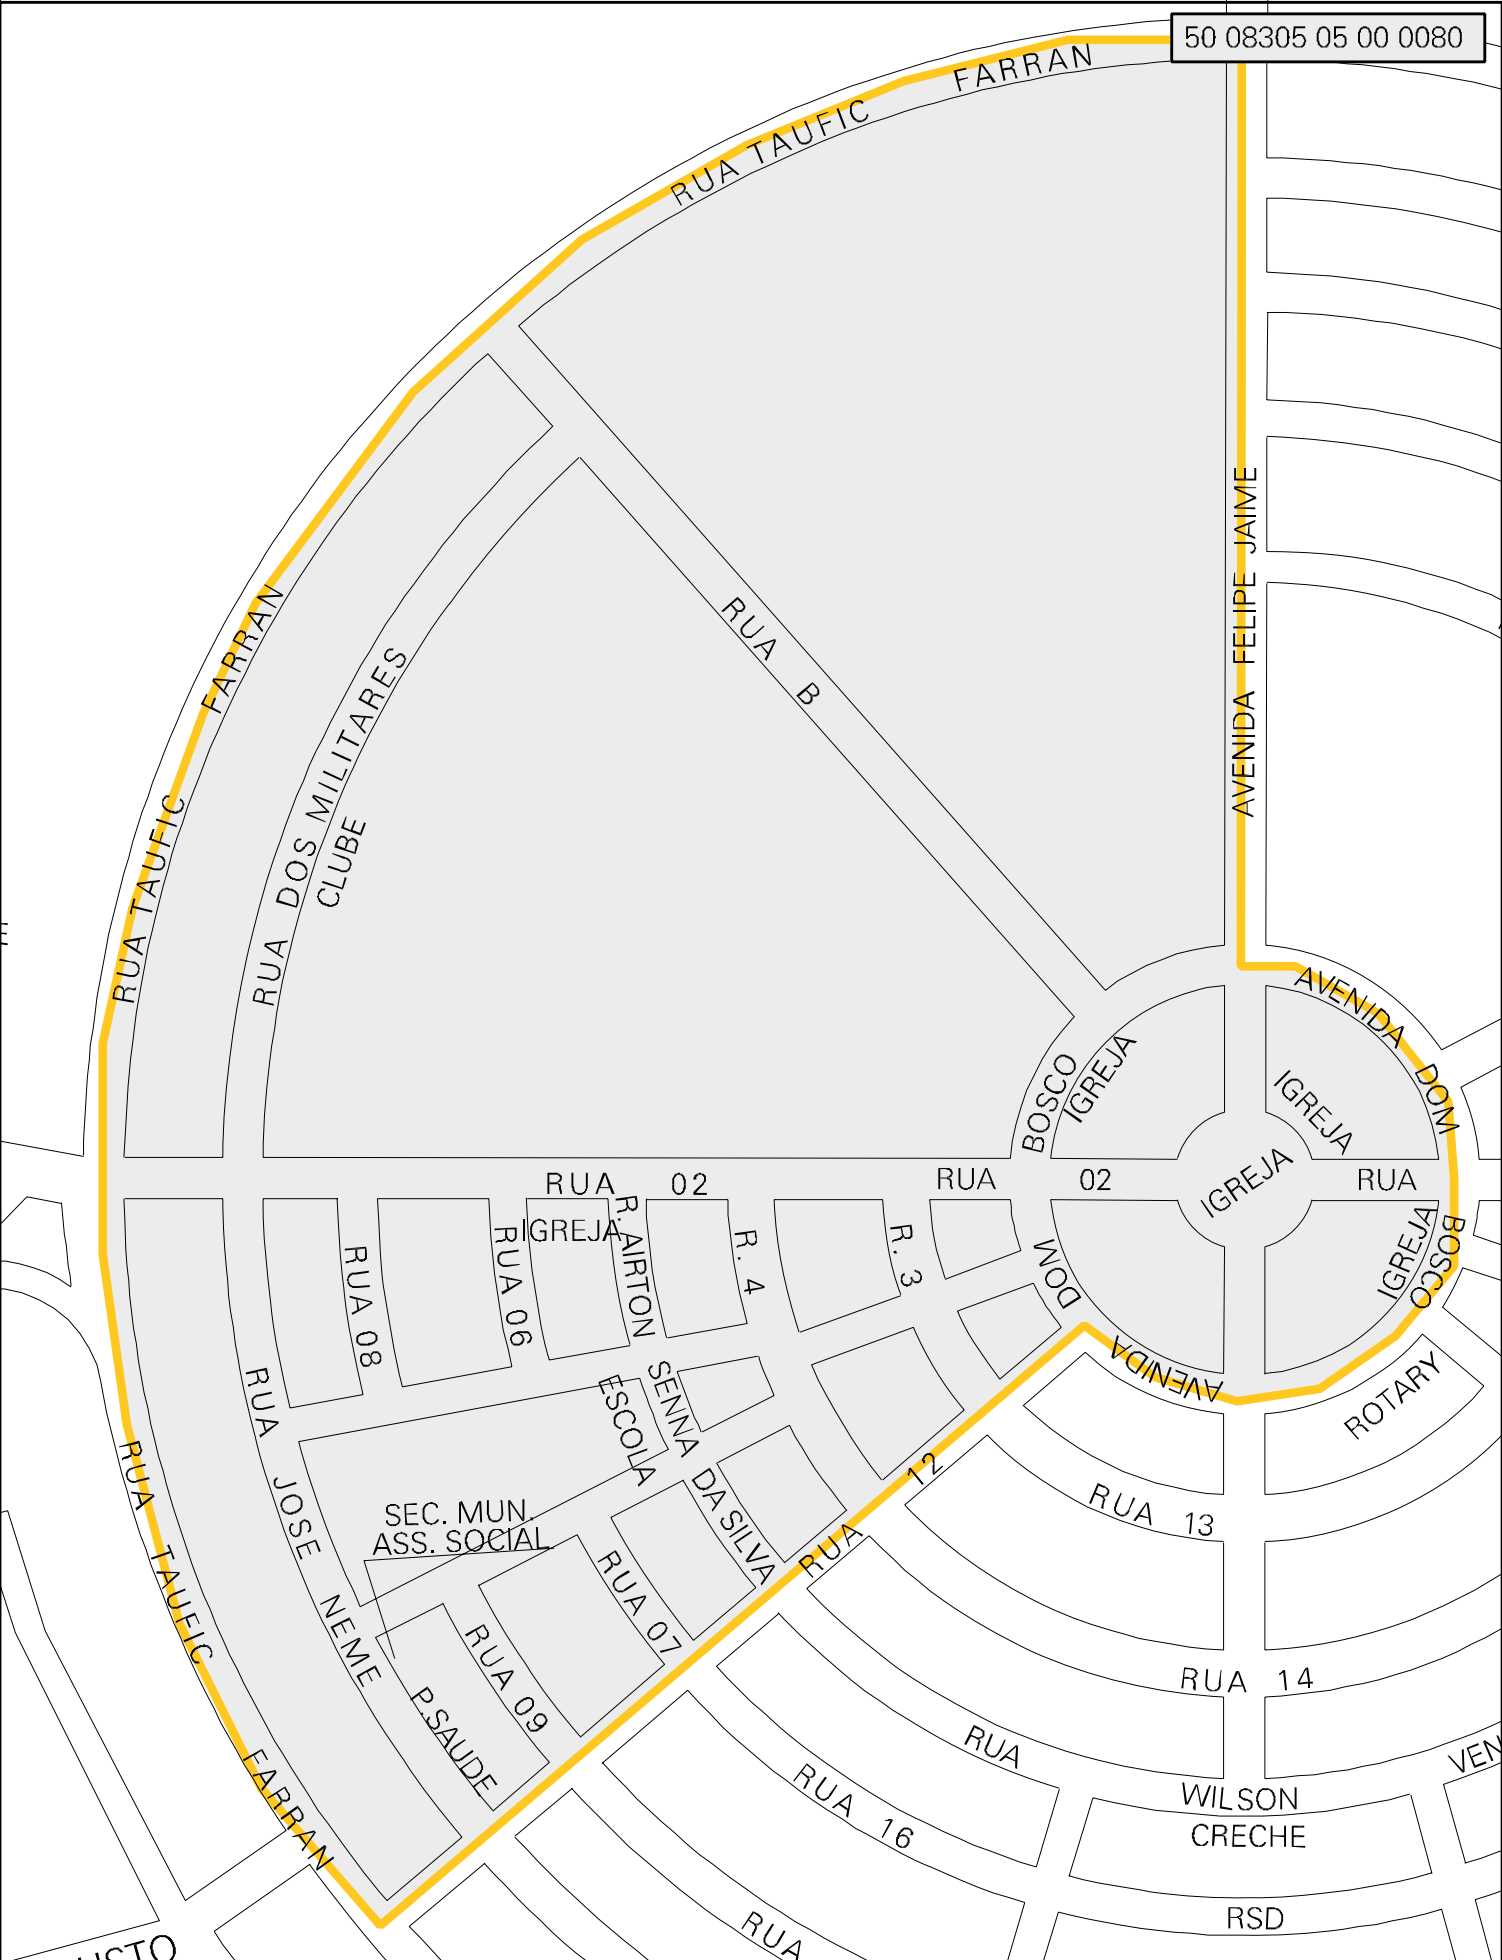 50 08305 05 00 0080
RUA TAUFIC FARRAN
AVENIDA FELIPE JAIME
RUA B
RUA TAUFIC FARRAN
RUA DOS MILITARES
CLUBE
AVENIDA DOM BOSCO
BOSCO
IGREJA
IGREJA
IGREJA
IGREJA
RUA 02
RUA 02
RUA
DOM
AVENIDA
ROTARY
IGREJA
RUA 08
RUA 06
R. AIRTON SENNA DA SILVA
R. 4
R. 3
ESCOLA
RUA JOSE NEME
SEC. MUN.
ASS. SOCIAL
RUA 07
RUA 09
P.SAUDE
RUA 12
RUA TAUFIC FARRAN
RUA 13
RUA 14
RUA WILSON
VEN
CRECHE
RUA 16
RSD
RUA
USTO